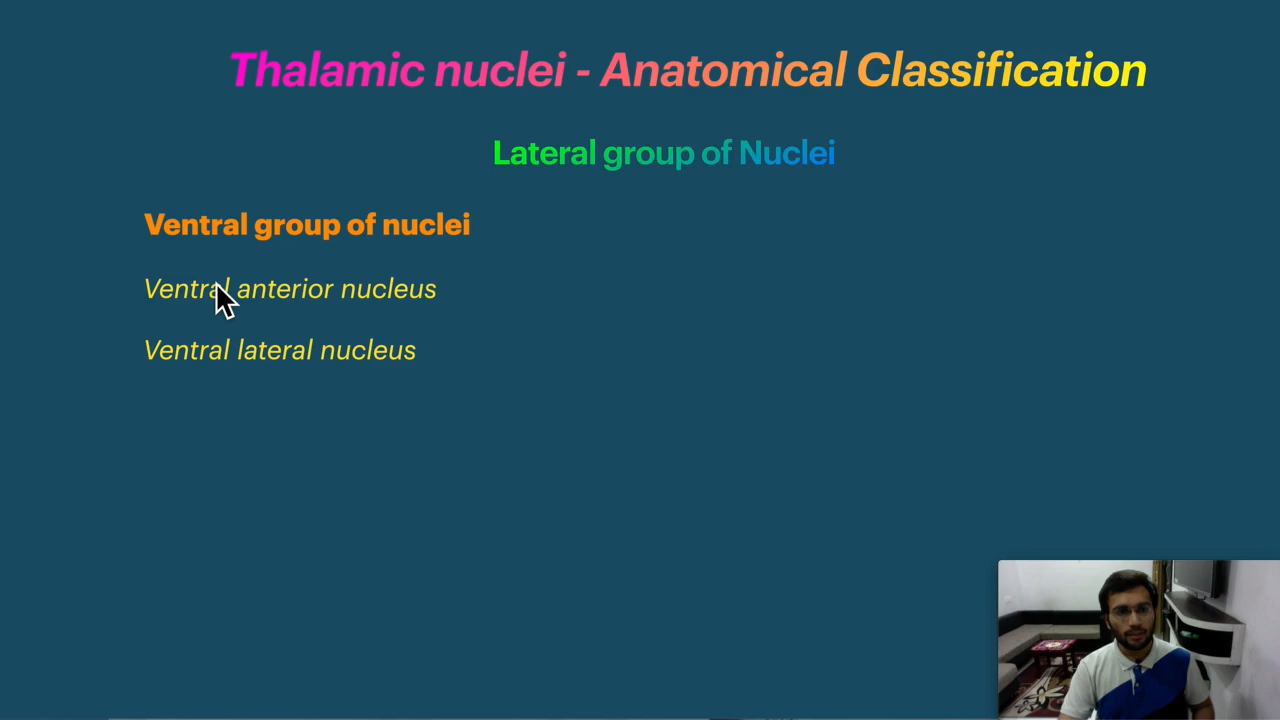 Thalamic nuclei - Anatomical Classification
Lateral group of Nuclei
Ventral group of nuclei
Ventral anterior nucleus
Ventral lateral nucleus